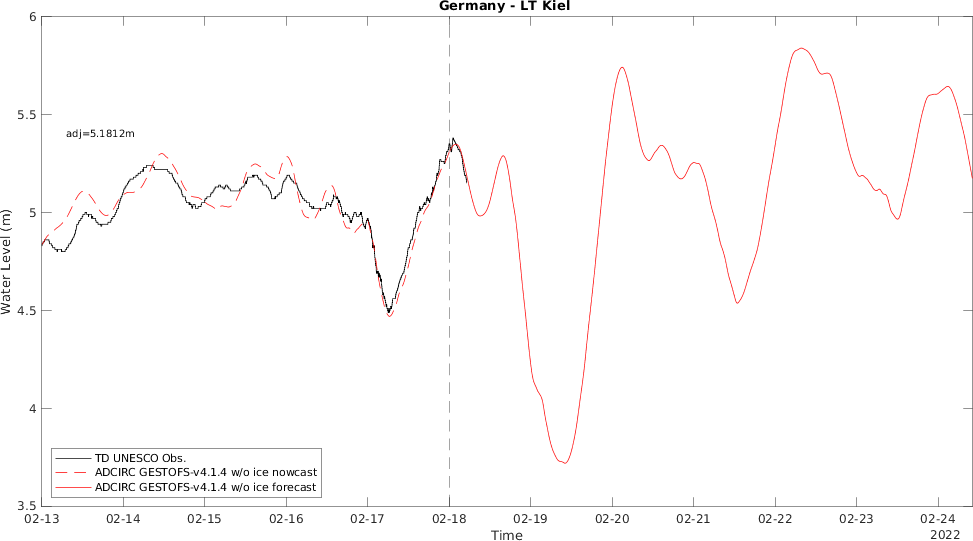 Germany - LT Kiel
6
5.5
5
4.5
4
3.5
Water Level (m)
adj=5.1812m
TD UNESCO Obs.
ADCIRC GESTOFS-v4.1.4 w/o ice nowcast
ADCIRC GESTOFS-v4.1.4 w/o ice forecast
02-13 02-14 02-15 02-16 02-17 02-18 02-19 02-20 02-21 02-22 02-23 02-24
Time
2022